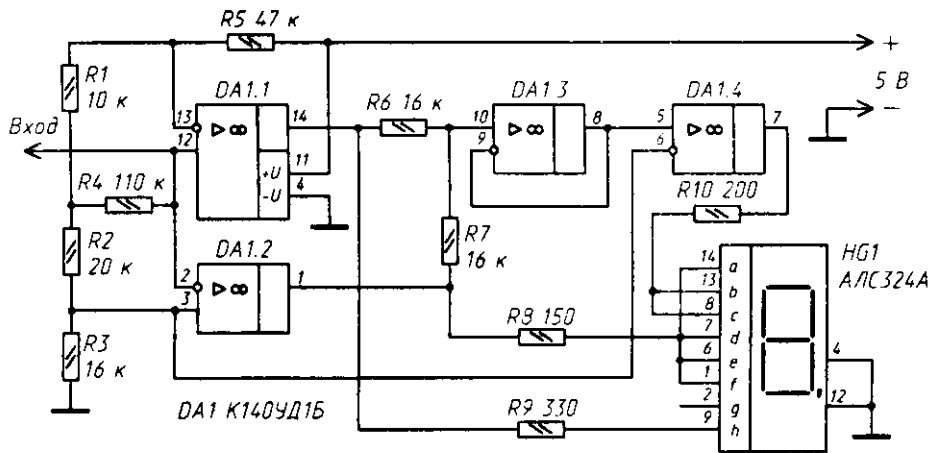 R5 47 к
+
R1
10 к
DA1.1
R6 16 к
DA1.3
DA1.4
5 В
−
Вход
13
12
▷ ∞
14
10
9
▷ ∞
8
5
6
▷ ∞
7
+U
-U
11
4
R4 110 к
R10 200
R2
20 к
DA1.2
R7
16 к
HG1
АЛС324А
2
3
▷ ∞
1
14
a
13
b
8
c
R8 150
7
d
6
e
4
R3
16 к
1
f
2
g
12
DA1 К140УД1Б
R9 330
9
h